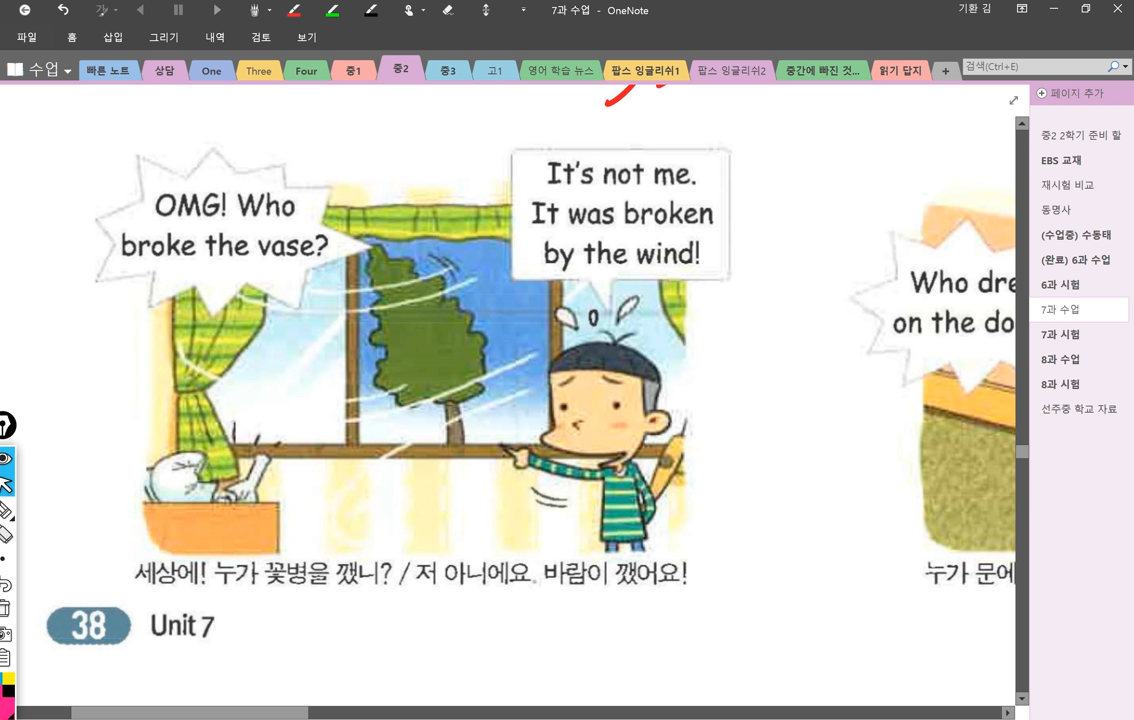 7과 수업 - OneNote
기환 김
파일 홈 삽입 그리기 내역 검토 보기
수업 빠른 노트 상담 One Three Four 중1 중2 중3 고1 영어 학습 뉴스 팝스 잉글리쉬1 팝스 잉글리쉬2 중간에 빠진 것... 읽기 답지 +
검색(Ctrl+E)
페이지 추가
중2 2학기 준비 할
EBS 교재
재시험 비교
동명사
(수업중) 수동태
(완료) 6과 수업
6과 시험
7과 수업
7과 시험
8과 수업
8과 시험
선주중 학교 자료
OMG! Who
broke the vase?
It's not me.
It was broken
by the wind!
Who dre
on the do
세상에! 누가 꽃병을 깼니? / 저 아니에요. 바람이 깼어요!
누가 문에
38 Unit 7